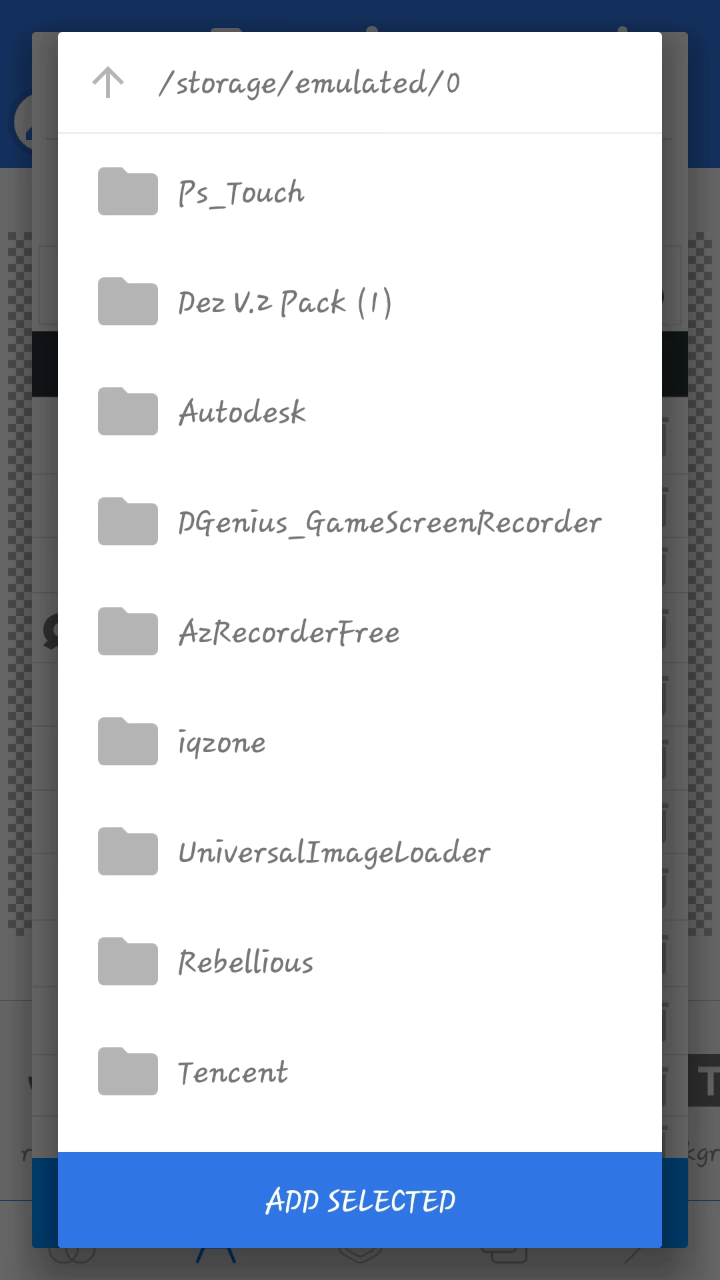 /storage/emulated/0
Ps_Touch
Dez V.2 Pack (1)
Autodesk
DGenius_GameScreenRecorder
AzRecorderFree
iqzone
UniversalImageLoader
Rebellious
Tencent
ADD SELECTED